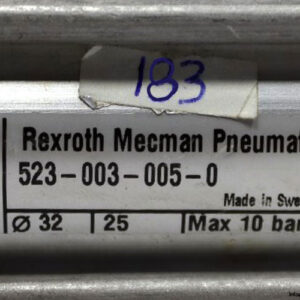 183
Rexroth Mecman Pneumat
523-003-005-0
Made in Swe
Ø 32 | 25 | Max 10 bar